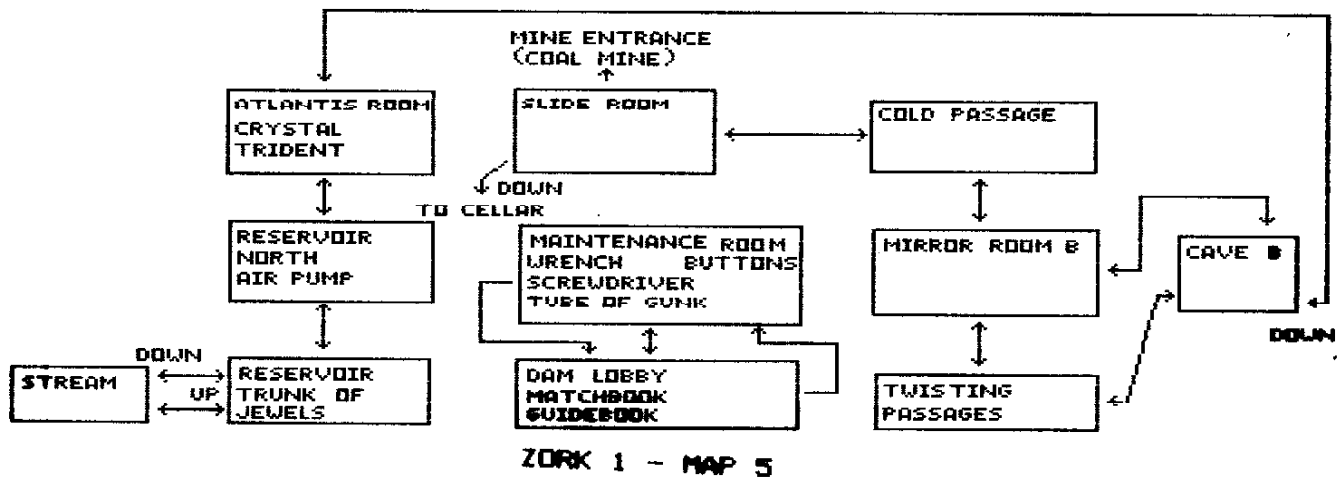 MINE ENTRANCE
(COAL MINE)
ATLANTIS ROOM
CRYSTAL
TRIDENT
SLIDE ROOM
COLD PASSAGE
DOWN
TO CELLAR
RESERVOIR
NORTH
AIR PUMP
MAINTENANCE ROOM
WRENCH BUTTONS
SCREWDRIVER
TUBE OF GUNK
MIRROR ROOM B
CAVE B
DOWN
DOWN
UP
STREAM
RESERVOIR
TRUNK OF
JEWELS
DAM LOBBY
MATCHBOOK
GUIDEBOOK
TWISTING
PASSAGES
ZORK 1 - MAP 5